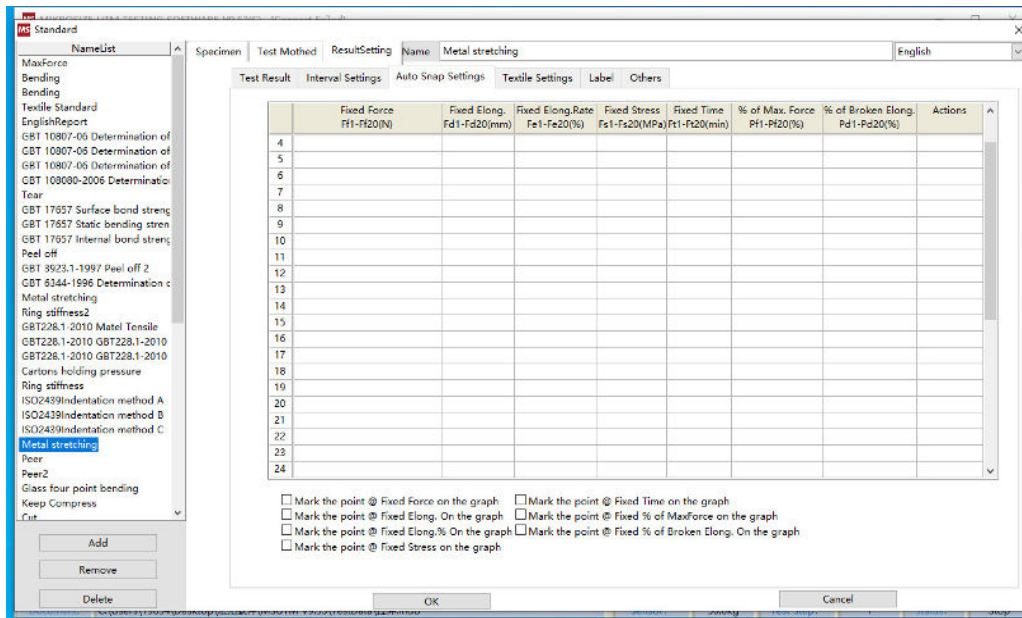 MS Standard
NameList
MaxForce
Bending
Bending
Textile Standard
EnglishReport
GBT 10807-06 Determination of
GBT 10807-06 Determination of
GBT 10807-06 Determination of
GBT 108080-2006 Determination
Tear
GBT 17657 Surface bond streng
GBT 17657 Static bending stren
GBT 17657 Internal bond streng
Peel off
GBT 3923.1-1997 Peel off 2
GBT 6344-1996 Determination c
Metal stretching
Ring stiffness2
GBT228.1-2010 Matel Tensile
GBT228.1-2010 GBT228.1-2010
GBT228.1-2010 GBT228.1-2010
Cartons holding pressure
Ring stiffness
ISO2439Indentation method A
ISO2439Indentation method B
ISO2439Indentation method C
Metal stretching
Peer
Peer2
Glass four point bending
Keep Compress
Cut
Add
Remove
Delete
Specimen Test Mothed ResultSetting Name Metal stretching English
Test Result Interval Settings Auto Snap Settings Textile Settings Label Others
Fixed Force Fixed Elong. Fixed Elong.Rate Fixed Stress Fixed Time % of Max. Force % of Broken Elong. Actions
Ff1-Ff20(N) Fd1-Fd20(mm) Fe1-Fe20(%) Fs1-Fs20(MPa) Ft1-Ft20(min) Pf1-Pf20(%) Pd1-Pd20(%)
4
5
6
7
8
9
10
11
12
13
14
15
16
17
18
19
20
21
22
23
24
Mark the point @ Fixed Force on the graph Mark the point @ Fixed Time on the graph
Mark the point @ Fixed Elong. On the graph Mark the point @ Fixed % of MaxForce on the graph
Mark the point @ Fixed Elong.% On the graph Mark the point @ Fixed % of Broken Elong. On the graph
Mark the point @ Fixed Stress on the graph
OK Cancel